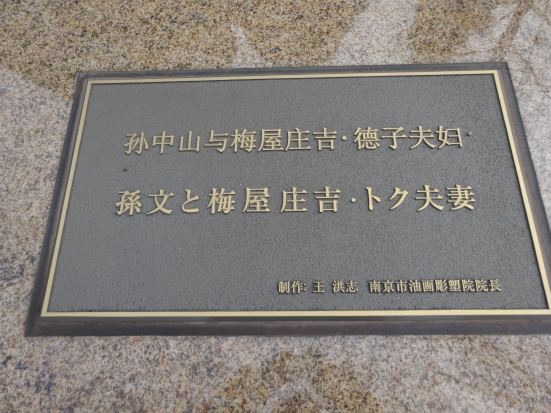 孙中山与梅屋庄吉·德子夫妇
孫文と梅屋庄吉·トク夫妻
制作: 王 洪志 南京市油画彫塑院院長